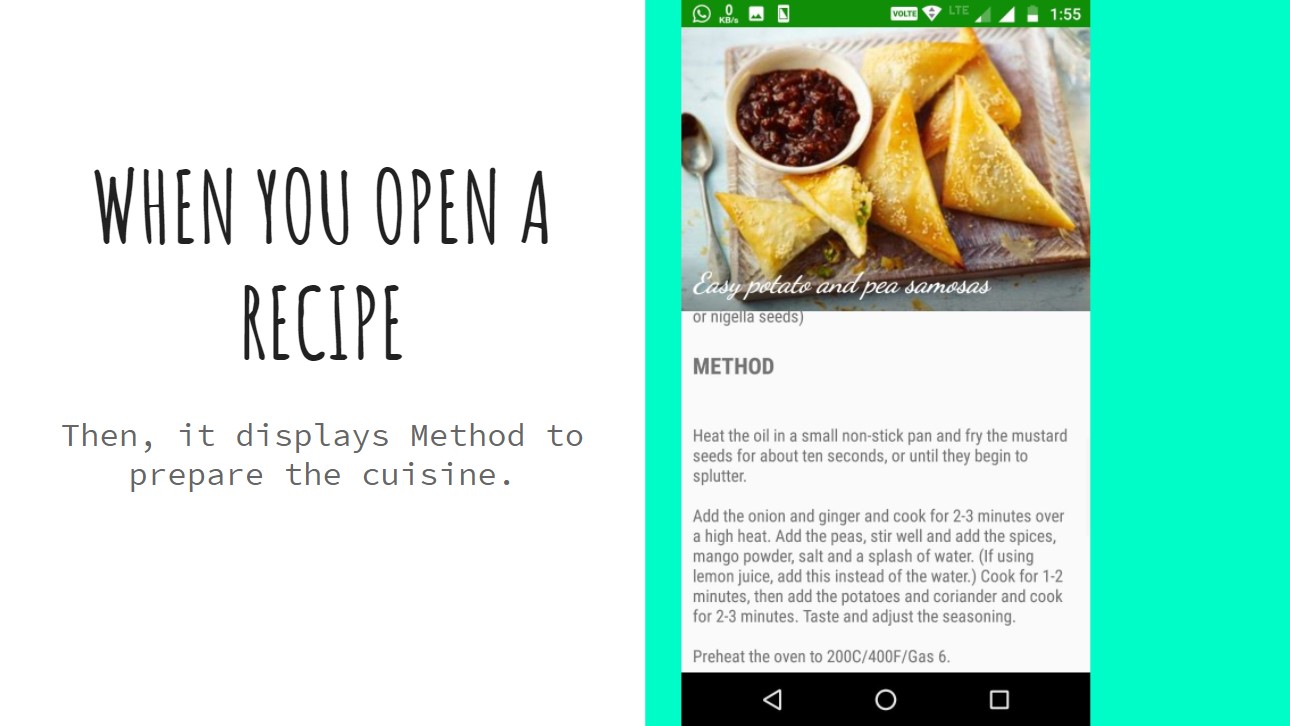 WHEN YOU OPEN A
RECIPE
Then, it displays Method to
prepare the cuisine.
0
KB/s
VOLTE
LTE
1:55
Easy potato and pea samosas
or nigella seeds)
METHOD
Heat the oil in a small non-stick pan and fry the mustard
seeds for about ten seconds, or until they begin to
splutter.
Add the onion and ginger and cook for 2-3 minutes over
a high heat. Add the peas, stir well and add the spices,
mango powder, salt and a splash of water. (If using
lemon juice, add this instead of the water.) Cook for 1-2
minutes, then add the potatoes and coriander and cook
for 2-3 minutes. Taste and adjust the seasoning.
Preheat the oven to 200C/400F/Gas 6.